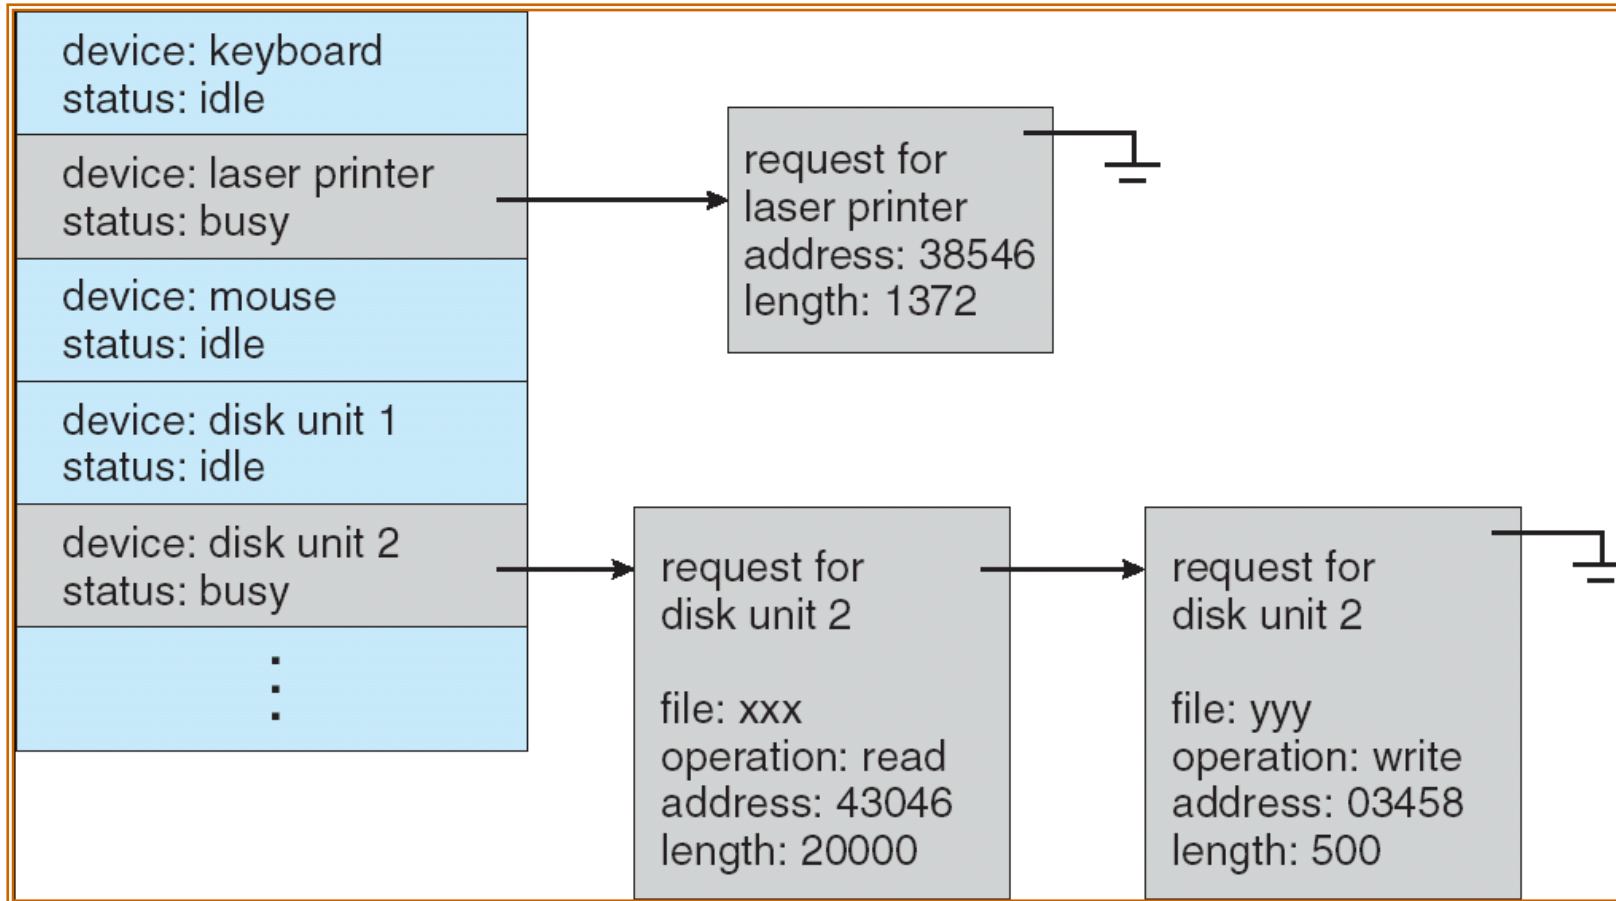 device: keyboard
status: idle
device: laser printer
status: busy
device: mouse
status: idle
device: disk unit 1
status: idle
device: disk unit 2
status: busy
request for
laser printer
address: 38546
length: 1372
request for
disk unit 2
file: xxx
operation: read
address: 43046
length: 20000
request for
disk unit 2
file: yyy
operation: write
address: 03458
length: 500